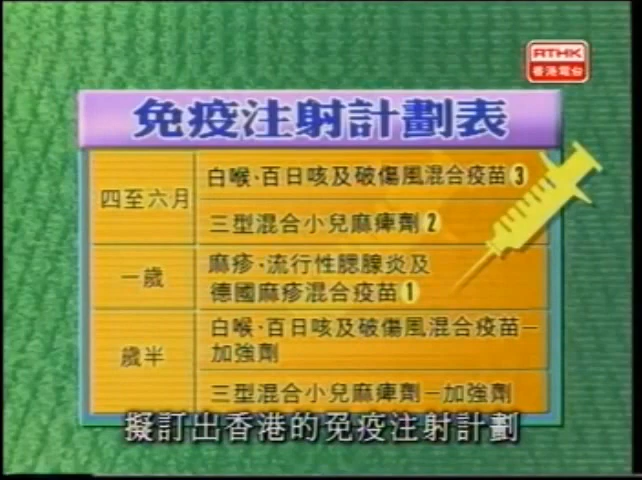 RTHK
香港電台
免疫注射計劃表
四至六月
白喉·百日咳及破傷風混合疫苗3
三型混合小兒麻痺劑2
一歲
麻疹·流行性腮腺炎及
德國麻疹混合疫苗1
歲半
白喉·百日咳及破傷風混合疫苗-
加強劑
三型混合小兒麻痺劑-加強劑
擬訂出香港的免疫注射計劃